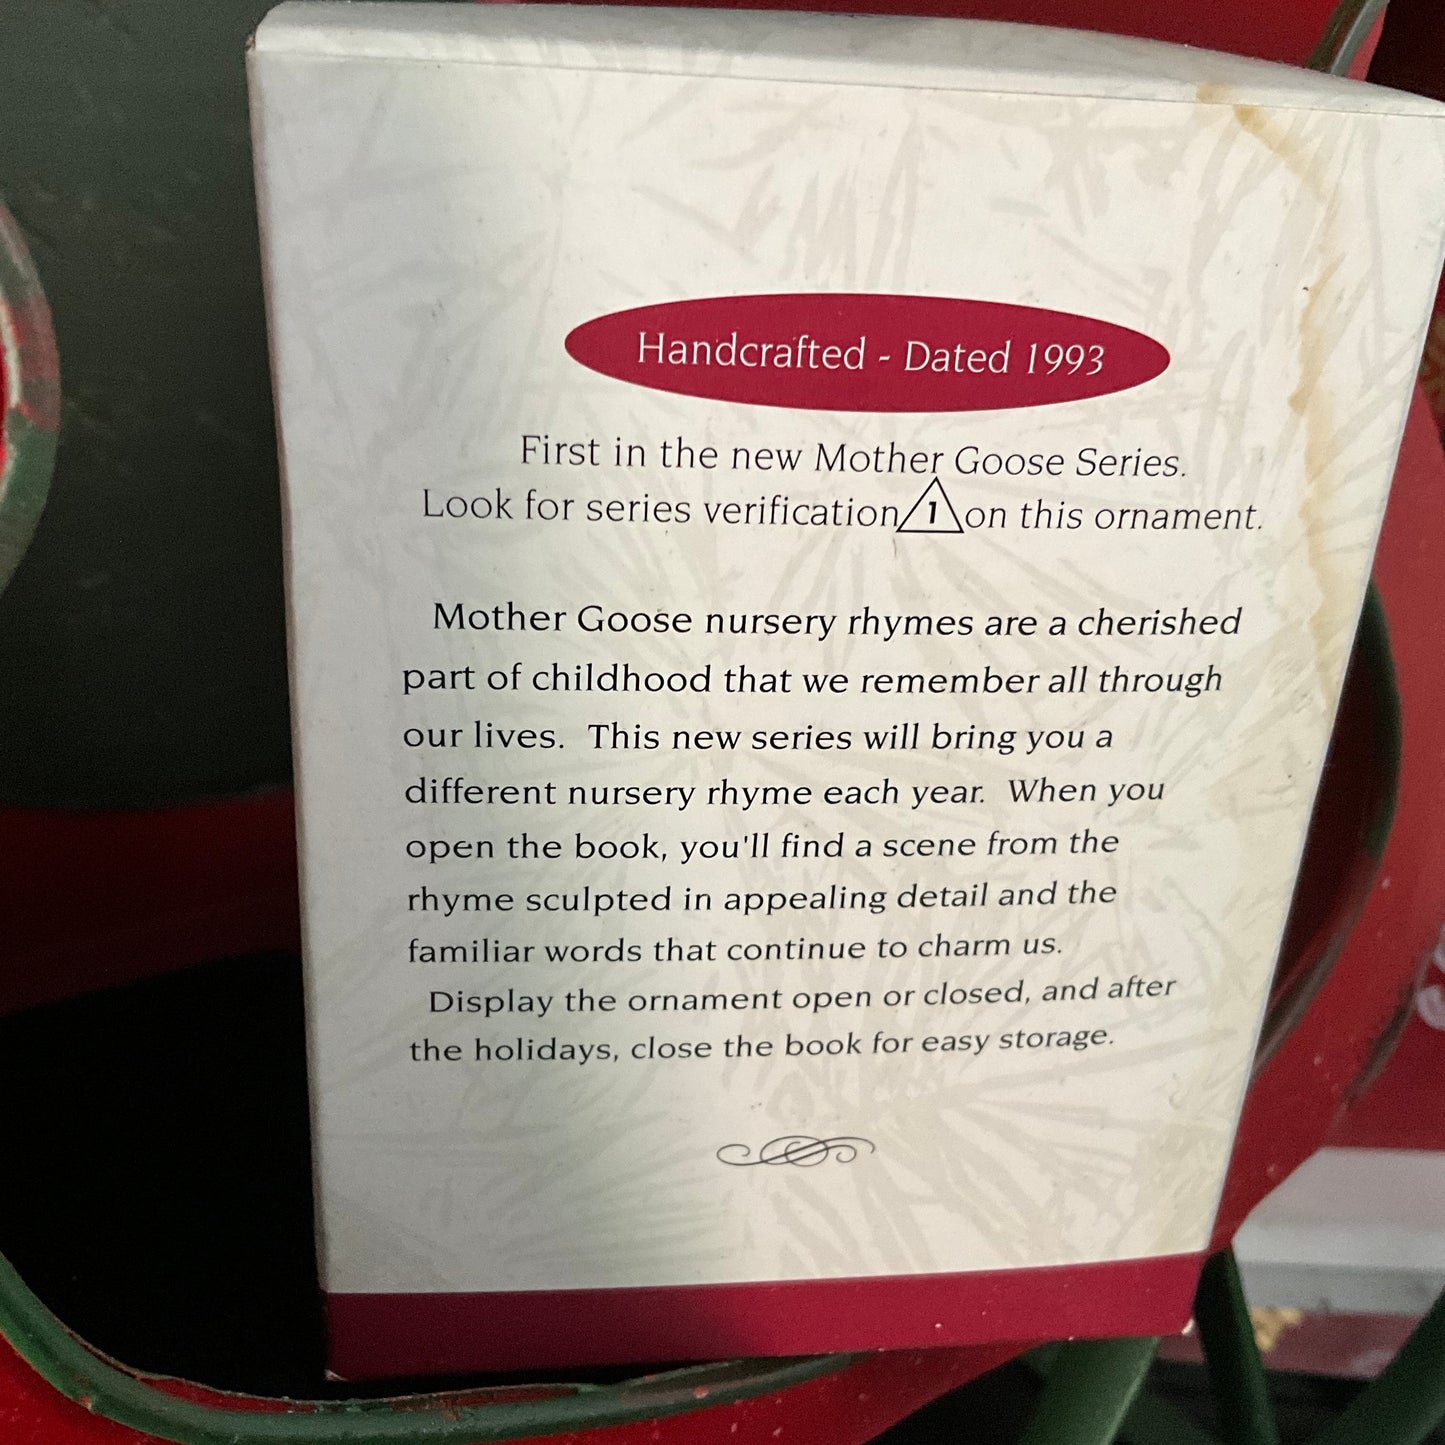 Handcrafted - Dated 1993
First in the new Mother Goose Series.
Look for series verification 1 on this ornament.
Mother Goose nursery rhymes are a cherished
part of childhood that we remember all through
our lives. This new series will bring you a
different nursery rhyme each year. When you
open the book, you'll find a scene from the
rhyme sculpted in appealing detail and the
familiar words that continue to charm us.
Display the ornament open or closed, and after
the holidays, close the book for easy storage.